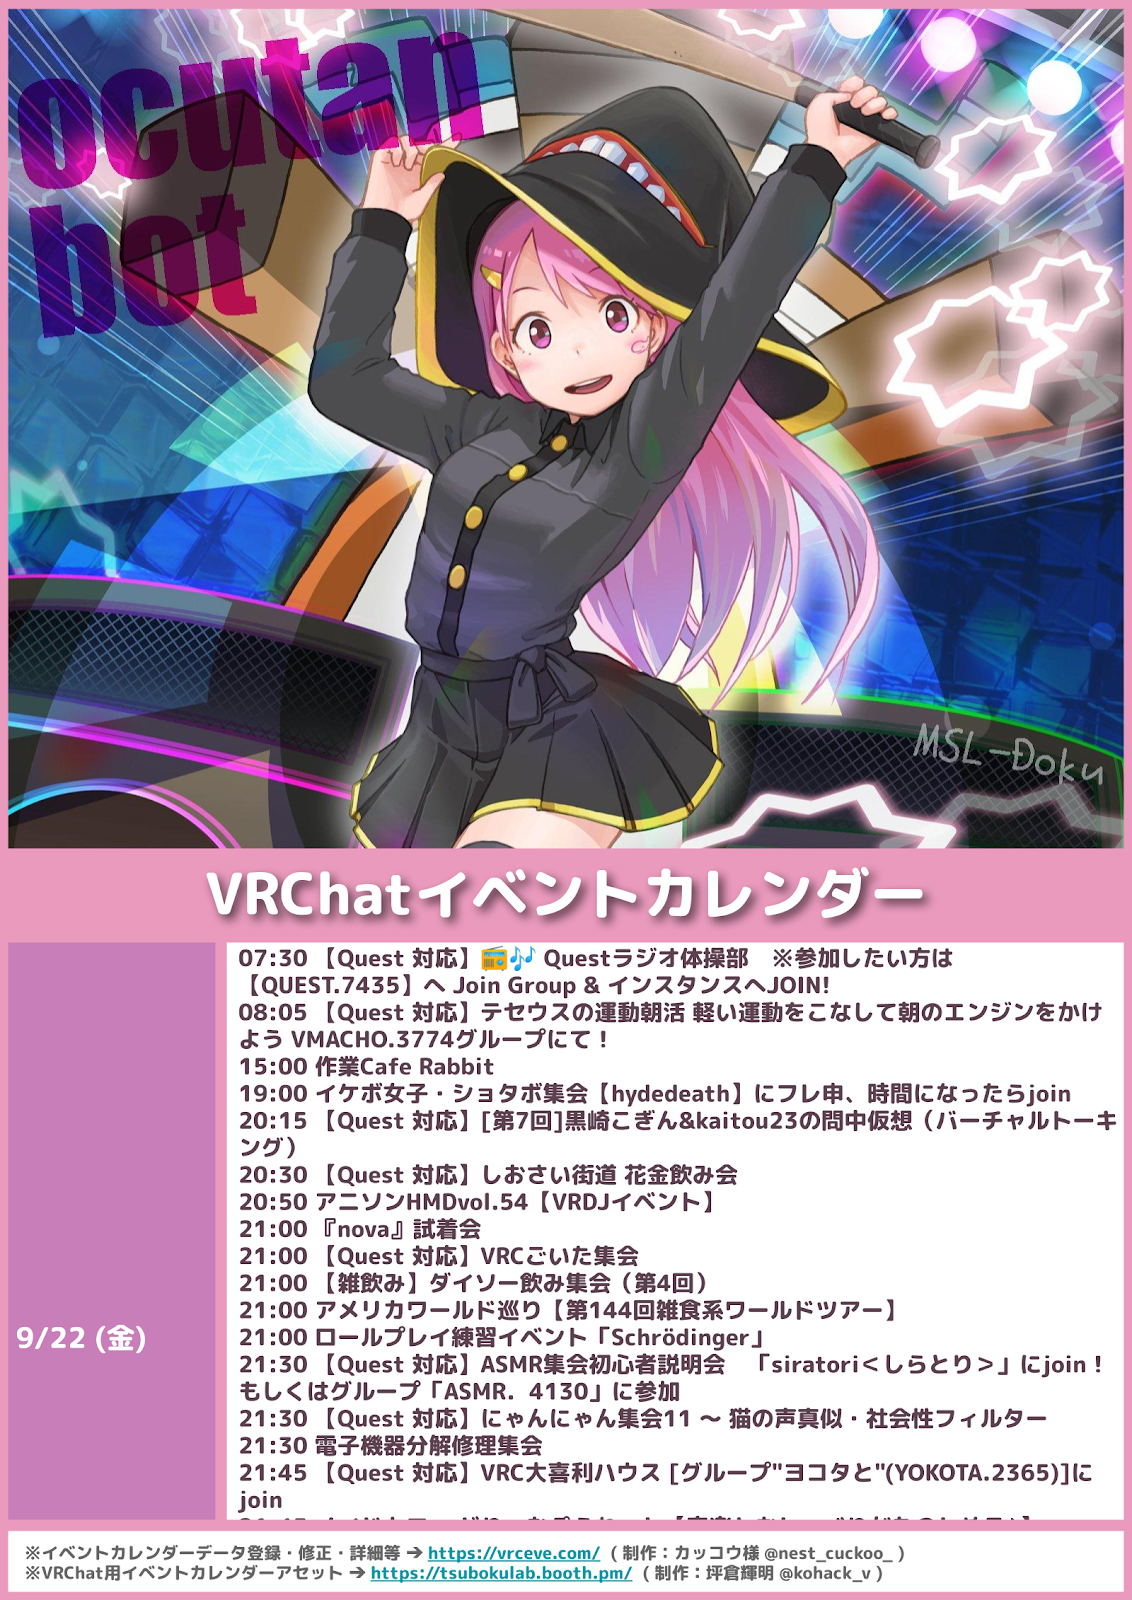 ocutan
bot
MSL-Doku
VRChatイベントカレンダー
9/22 (金)
07:30 【Quest 対応】📻🎶 Questラジオ体操部　※参加したい方は
【QUEST.7435】へ Join Group & インスタンスへJOIN!
08:05 【Quest 対応】テセウスの運動朝活 軽い運動をこなして朝のエンジンをかけ
よう VMACHO.3774グループにて！
15:00 作業Cafe Rabbit
19:00 イケボ女子・ショタボ集会【hydedeath】にフレ申、時間になったらjoin
20:15 【Quest 対応】[第7回]黒崎こぎん&kaitou23の問中仮想（バーチャルトーキ
ング）
20:30 【Quest 対応】しおさい街道 花金飲み会
20:50 アニソンHMDvol.54【VRDJイベント】
21:00 『nova』試着会
21:00 【Quest 対応】VRCごいた集会
21:00 【雑飲み】ダイソー飲み集会（第4回）
21:00 アメリカワールド巡り【第144回雑食系ワールドツアー】
21:00 ロールプレイ練習イベント「Schrödinger」
21:30 【Quest 対応】ASMR集会初心者説明会　「siratori＜しらとり＞」にjoin！
もしくはグループ「ASMR．4130」に参加
21:30 【Quest 対応】にゃんにゃん集会11 〜 猫の声真似・社会性フィルター
21:30 電子機器分解修理集会
21:45 【Quest 対応】VRC大喜利ハウス [グループ"ヨコタと"(YOKOTA.2365)]に
join
※イベントカレンダーデータ登録・修正・詳細等 ➔ https://vrceve.com/ （制作：カッコウ様 @nest_cuckoo_ ）
※VRChat用イベントカレンダーアセット ➔ https://tsubokulab.booth.pm/ （制作：坪倉輝明 @kohack_v ）